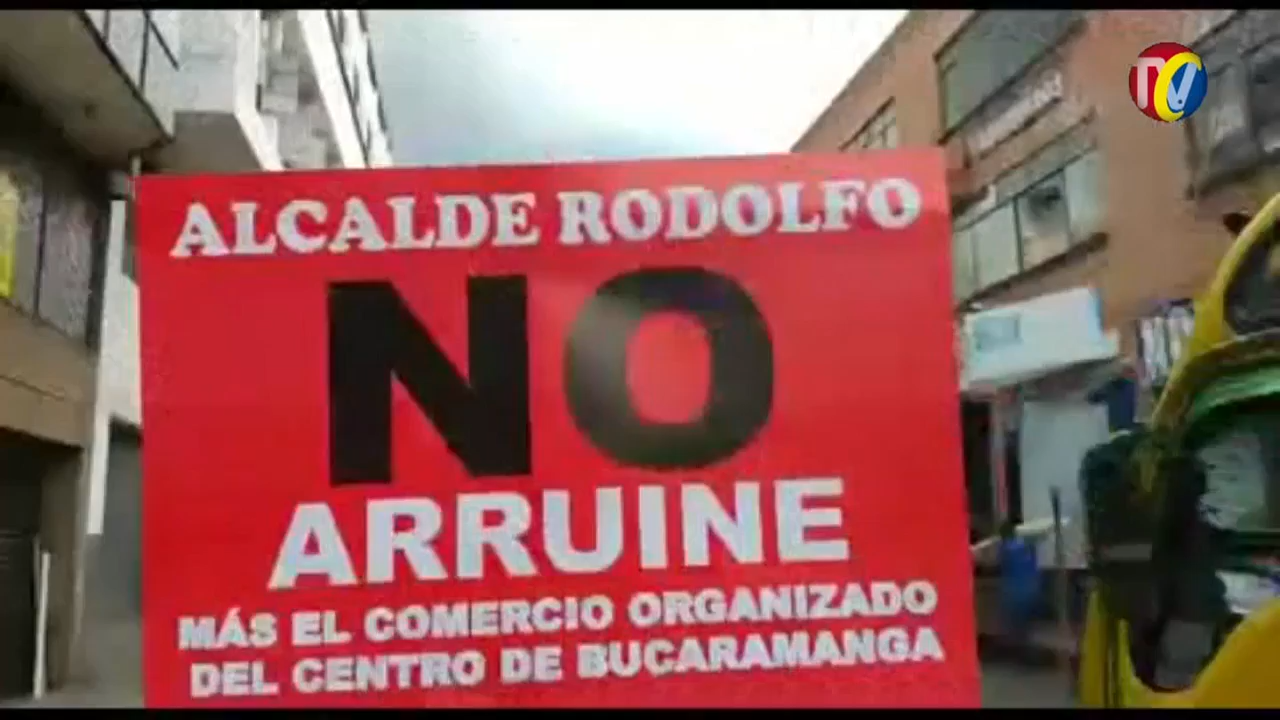 ALCALDE RODOLFO
NO
ARRUINE
MÁS EL COMERCIO ORGANIZADO
DEL CENTRO DE BUCARAMANGA